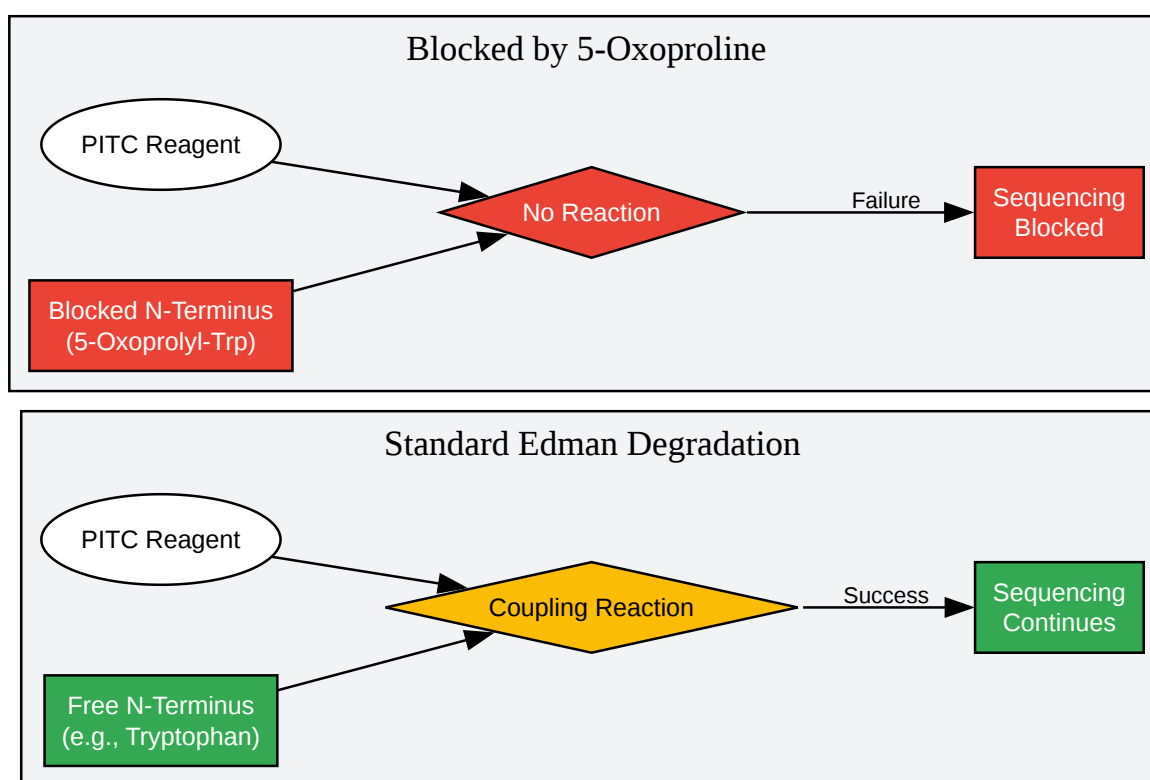 Blocked by 5-Oxoproline
PITC Reagent
No Reaction
Failure
Sequencing
Blocked
Blocked N-Terminus
(5-Oxoprolyl-Trp)
Standard Edman Degradation
PITC Reagent
Coupling Reaction
Success
Sequencing
Continues
Free N-Terminus
(e.g., Tryptophan)